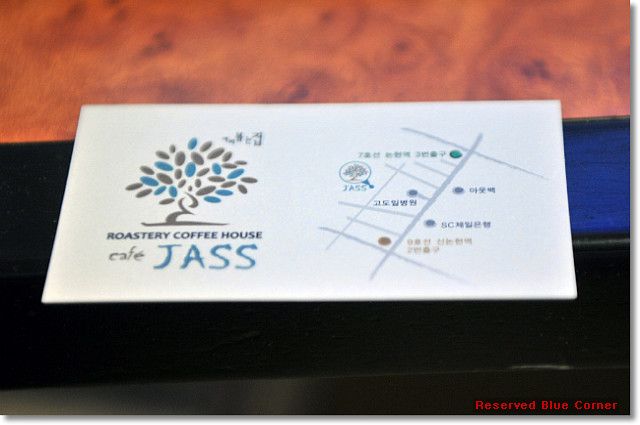 ROASTERY COFFEE HOUSE
café JASS
7호선 논현역 3번출구
JASS
고도일병원
아웃백
SC제일은행
9호선 신논현역
2번출구
Reserved Blue Corner